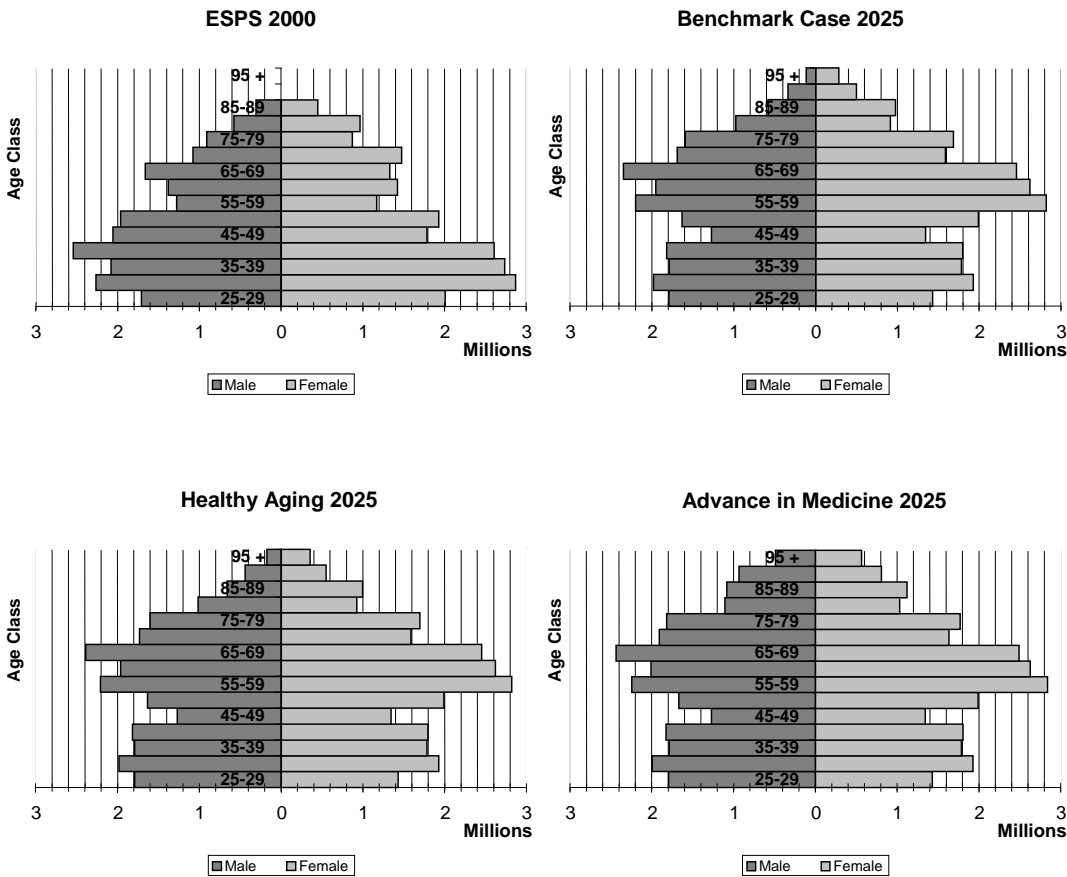 ESPS 2000
Age Class
95 +
85-89
75-79
65-69
55-59
45-49
35-39
25-29
3 2 1 0 1 2 3
Millions
Male Female
Benchmark Case 2025
Age Class
95 +
85-89
75-79
65-69
55-59
45-49
35-39
25-29
3 2 1 0 1 2 3
Millions
Male Female
Healthy Aging 2025
Age Class
95 +
85-89
75-79
65-69
55-59
45-49
35-39
25-29
3 2 1 0 1 2 3
Millions
Male Female
Advance in Medicine 2025
Age Class
95 +
85-89
75-79
65-69
55-59
45-49
35-39
25-29
3 2 1 0 1 2 3
Millions
Male Female